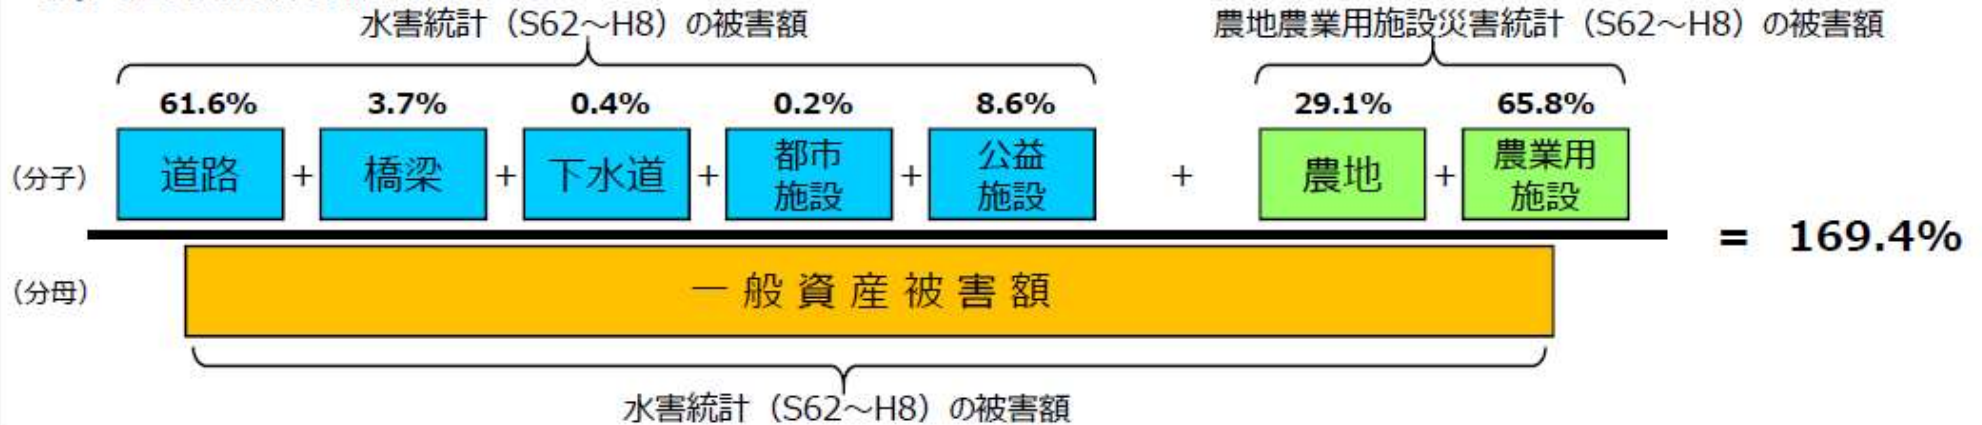 水害統計（S62～H8）の被害額
農地農業用施設災害統計（S62～H8）の被害額
61.6% 3.7% 0.4% 0.2% 8.6% 29.1% 65.8%
（分子） 道路 + 橋梁 + 下水道 + 都市施設 + 公益施設 + 農地 + 農業用施設
= 169.4%
（分母） 一般資産被害額
水害統計（S62～H8）の被害額